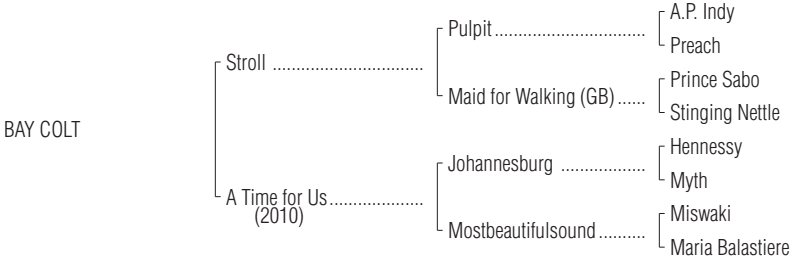 A.P. Indy
Pulpit..............................
Preach
Stroll ..............................
Prince Sabo
Maid for Walking (GB)......
Stinging Nettle
BAY COLT
Hennessy
Johannesburg .................
Myth
A Time for Us...................
(2010)
Miswaki
Mostbeautifulsound..........
Maria Balastiere